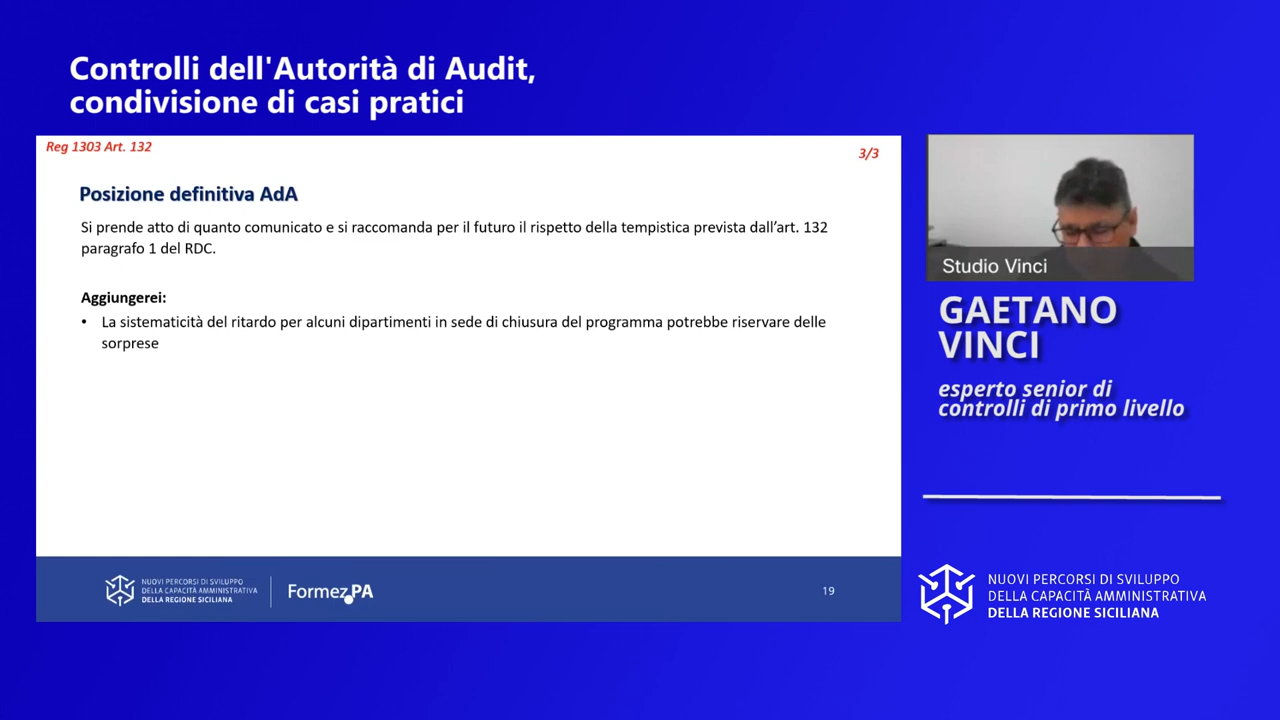 Controlli dell'Autorità di Audit,
condivisione di casi pratici
Reg 1303 Art. 132
3/3
Posizione definitiva AdA
Si prende atto di quanto comunicato e si raccomanda per il futuro il rispetto della tempistica prevista dall’art. 132
paragrafo 1 del RDC.
Aggiungerei:
• La sistematicità del ritardo per alcuni dipartimenti in sede di chiusura del programma potrebbe riservare delle
sorprese
NUOVI PERCORSI DI SVILUPPO
DELLA CAPACITÀ AMMINISTRATIVA
DELLA REGIONE SICILIANA
Formez PA
19
Studio Vinci
GAETANO
VINCI
esperto senior di
controlli di primo livello
NUOVI PERCORSI DI SVILUPPO
DELLA CAPACITÀ AMMINISTRATIVA
DELLA REGIONE SICILIANA